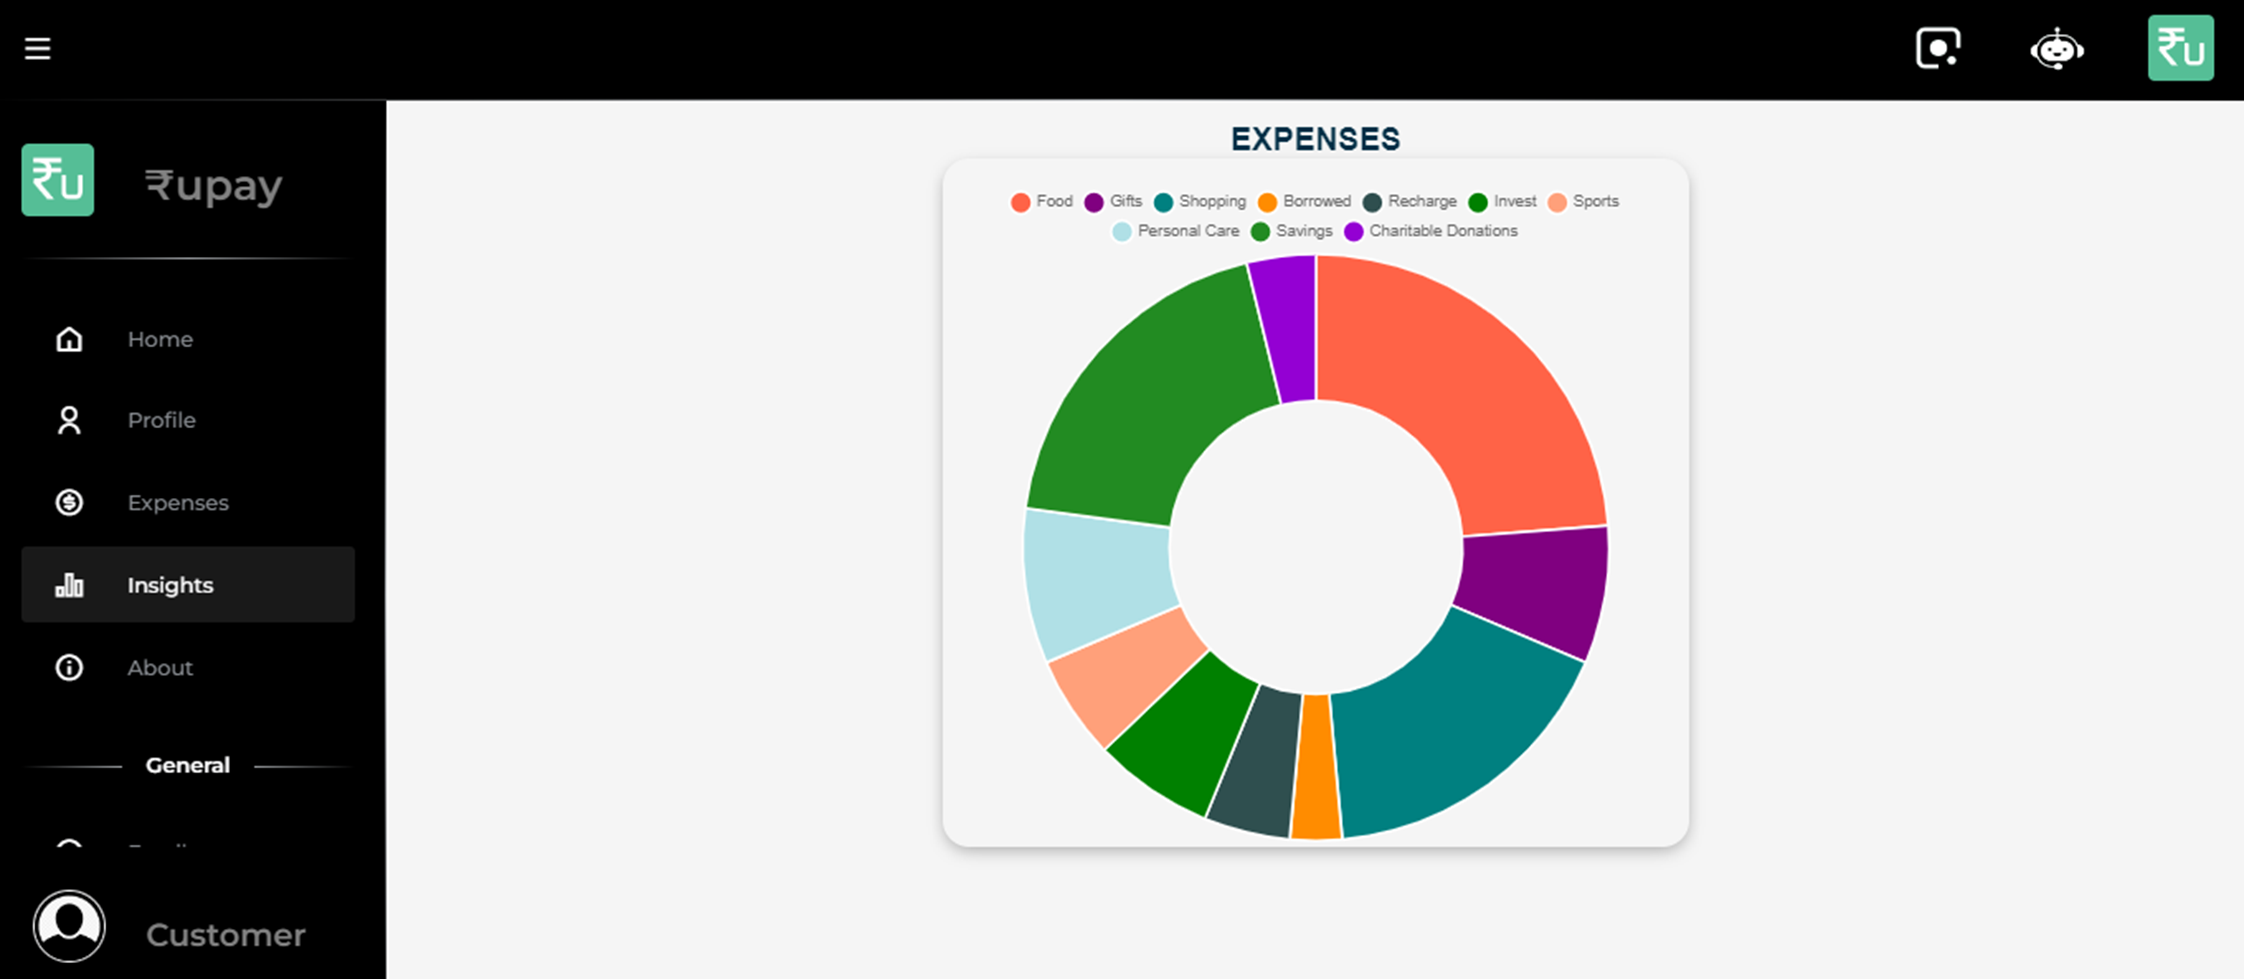 ₹u
₹u
₹upay
Home
Profile
Expenses
Insights
About
General
Customer
EXPENSES
Food Gifts Shopping Borrowed Recharge Invest Sports
Personal Care Savings Charitable Donations